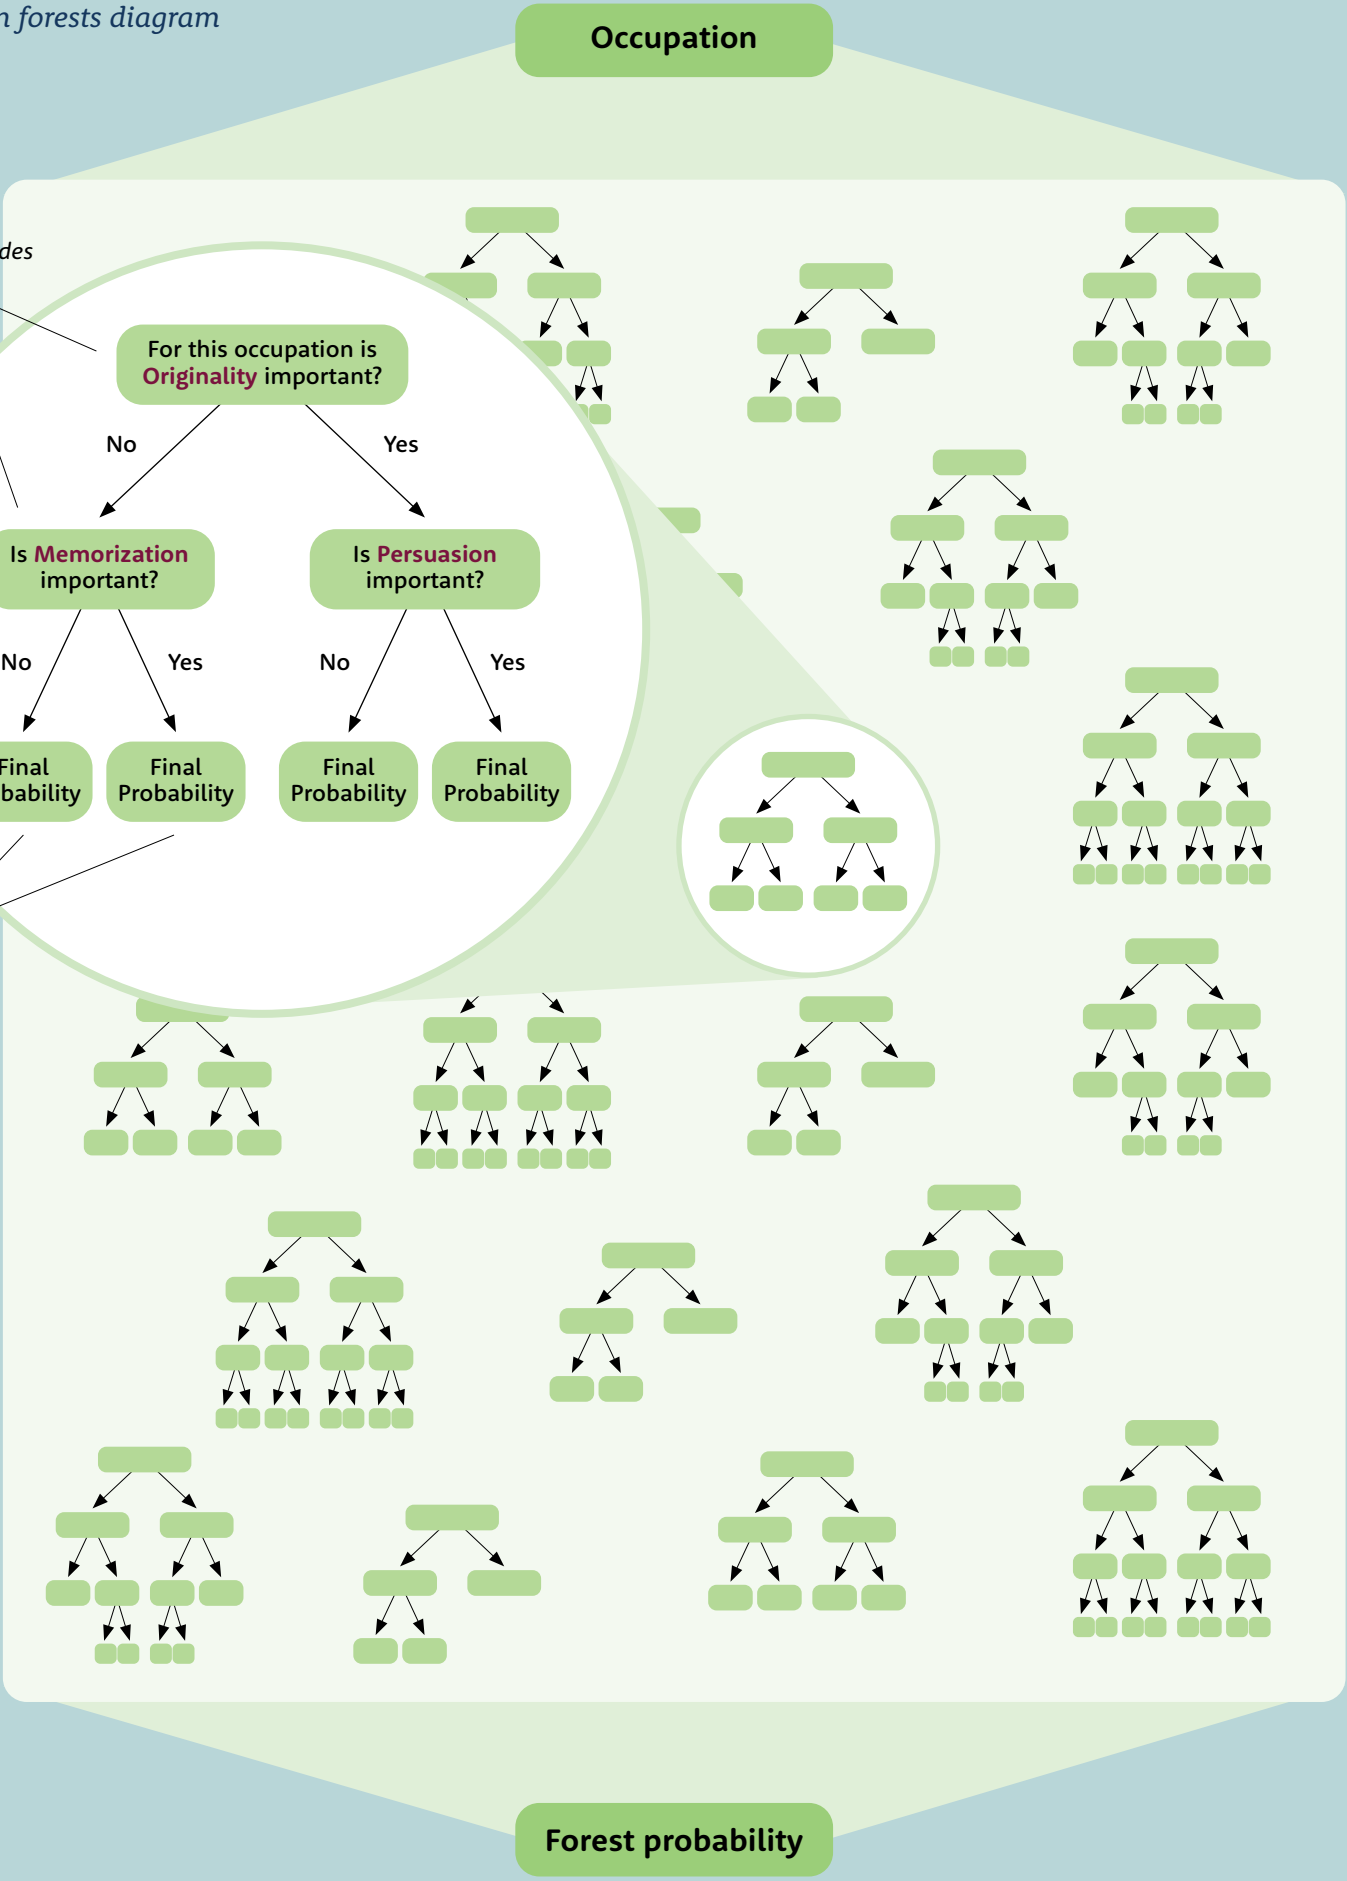 forests diagram
Occupation
des
For this occupation is
Originality important?
No
Yes
Is Memorization
important?
Is Persuasion
important?
No
Yes
No
Yes
Final
bability
Final
Probability
Final
Probability
Final
Probability
Forest probability